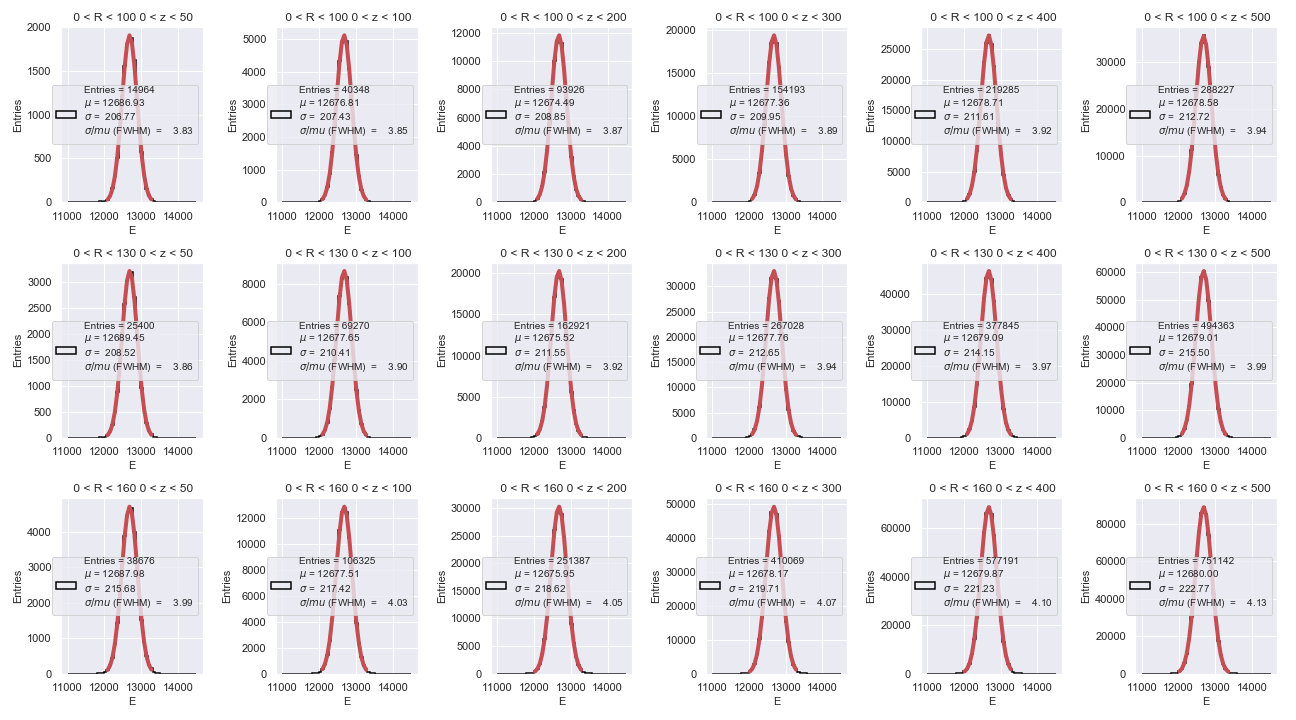 0 < R < 100 0 < z < 50
Entries
2000
1500
1000
500
0
Entries = 14964
μ = 12686.93
σ = 206.77
σ/mu (FWHM) = 3.83
11000 12000 13000 14000
E
0 < R < 100 0 < z < 100
Entries
5000
4000
3000
2000
1000
0
Entries = 40348
μ = 12676.81
σ = 207.43
σ/mu (FWHM) = 3.85
11000 12000 13000 14000
E
0 < R < 100 0 < z < 200
Entries
12000
10000
8000
6000
4000
2000
0
Entries = 93926
μ = 12674.49
σ = 208.85
σ/mu (FWHM) = 3.87
11000 12000 13000 14000
E
0 < R < 100 0 < z < 300
Entries
20000
15000
10000
5000
0
Entries = 154193
μ = 12677.36
σ = 209.95
σ/mu (FWHM) = 3.89
11000 12000 13000 14000
E
0 < R < 100 0 < z < 400
Entries
25000
20000
15000
10000
5000
0
Entries = 219285
μ = 12678.71
σ = 211.61
σ/mu (FWHM) = 3.92
11000 12000 13000 14000
E
0 < R < 100 0 < z < 500
Entries
30000
20000
10000
0
Entries = 288227
μ = 12678.58
σ = 212.72
σ/mu (FWHM) = 3.94
11000 12000 13000 14000
E
0 < R < 130 0 < z < 50
Entries
3000
2500
2000
1500
1000
500
0
Entries = 25400
μ = 12689.45
σ = 208.52
σ/mu (FWHM) = 3.86
11000 12000 13000 14000
E
0 < R < 130 0 < z < 100
Entries
8000
6000
4000
2000
0
Entries = 69270
μ = 12677.65
σ = 210.41
σ/mu (FWHM) = 3.90
11000 12000 13000 14000
E
0 < R < 130 0 < z < 200
Entries
20000
15000
10000
5000
0
Entries = 162921
μ = 12675.52
σ = 211.55
σ/mu (FWHM) = 3.92
11000 12000 13000 14000
E
0 < R < 130 0 < z < 300
Entries
30000
25000
20000
15000
10000
5000
0
Entries = 267028
μ = 12677.76
σ = 212.65
σ/mu (FWHM) = 3.94
11000 12000 13000 14000
E
0 < R < 130 0 < z < 400
Entries
40000
30000
20000
10000
0
Entries = 377845
μ = 12679.09
σ = 214.15
σ/mu (FWHM) = 3.97
11000 12000 13000 14000
E
0 < R < 130 0 < z < 500
Entries
60000
50000
40000
30000
20000
10000
0
Entries = 494363
μ = 12679.01
σ = 215.50
σ/mu (FWHM) = 3.99
11000 12000 13000 14000
E
0 < R < 160 0 < z < 50
Entries
4000
3000
2000
1000
0
Entries = 38676
μ = 12687.98
σ = 215.68
σ/mu (FWHM) = 3.99
11000 12000 13000 14000
E
0 < R < 160 0 < z < 100
Entries
12000
10000
8000
6000
4000
2000
0
Entries = 106325
μ = 12677.51
σ = 217.42
σ/mu (FWHM) = 4.03
11000 12000 13000 14000
E
0 < R < 160 0 < z < 200
Entries
30000
25000
20000
15000
10000
5000
0
Entries = 251387
μ = 12675.95
σ = 218.62
σ/mu (FWHM) = 4.05
11000 12000 13000 14000
E
0 < R < 160 0 < z < 300
Entries
50000
40000
30000
20000
10000
0
Entries = 410069
μ = 12678.17
σ = 219.71
σ/mu (FWHM) = 4.07
11000 12000 13000 14000
E
0 < R < 160 0 < z < 400
Entries
60000
40000
20000
0
Entries = 577191
μ = 12679.87
σ = 221.23
σ/mu (FWHM) = 4.10
11000 12000 13000 14000
E
0 < R < 160 0 < z < 500
Entries
80000
60000
40000
20000
0
Entries = 751142
μ = 12680.00
σ = 222.77
σ/mu (FWHM) = 4.13
11000 12000 13000 14000
E